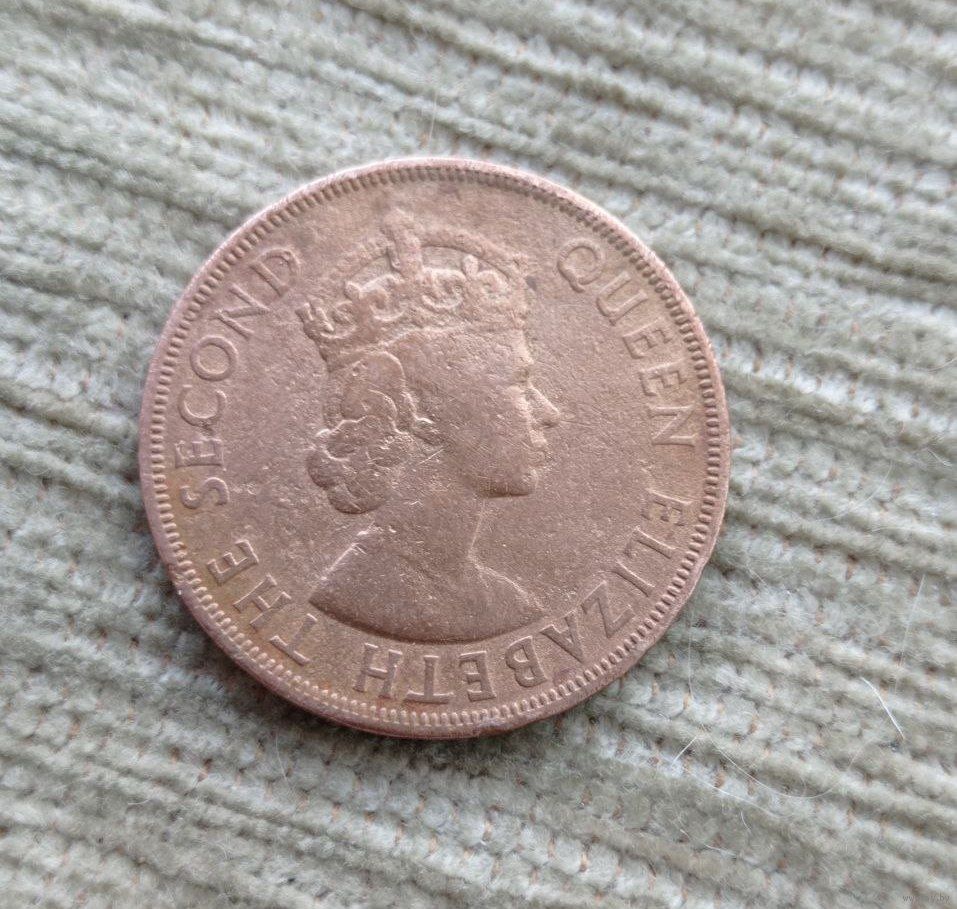 QUEEN ELIZABETH THE SECOND